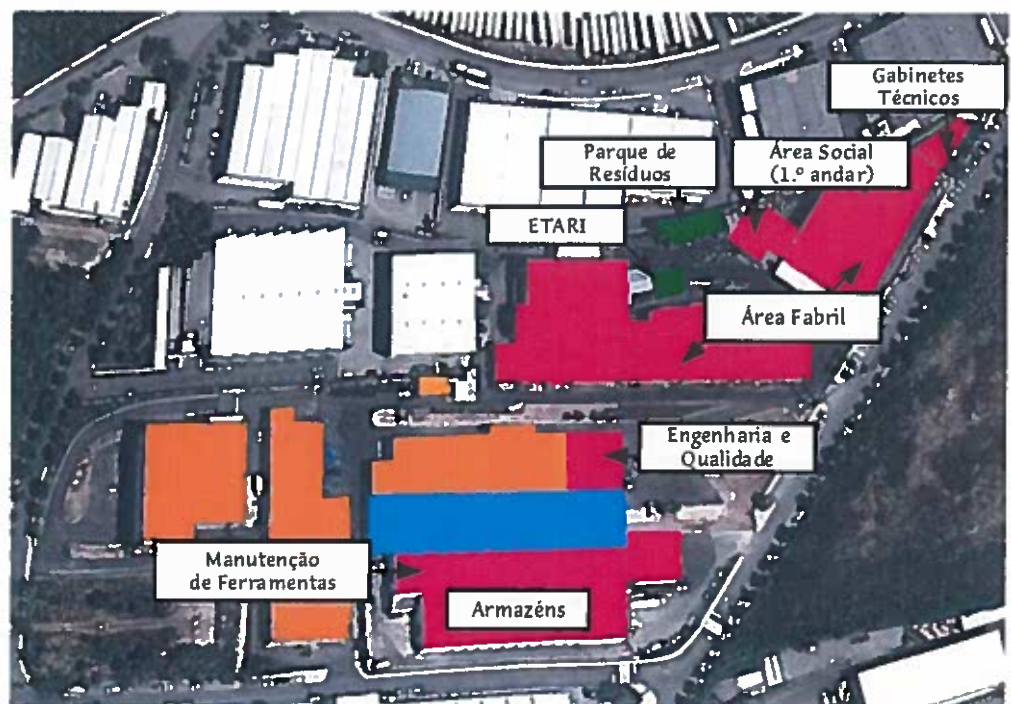 Gabinetes
Técnicos
Parque de
Resíduos
Área Social
(1.º andar)
ETARI
Área Fabril
Engenharia e
Qualidade
Manutenção
de Ferramentas
Armazéns